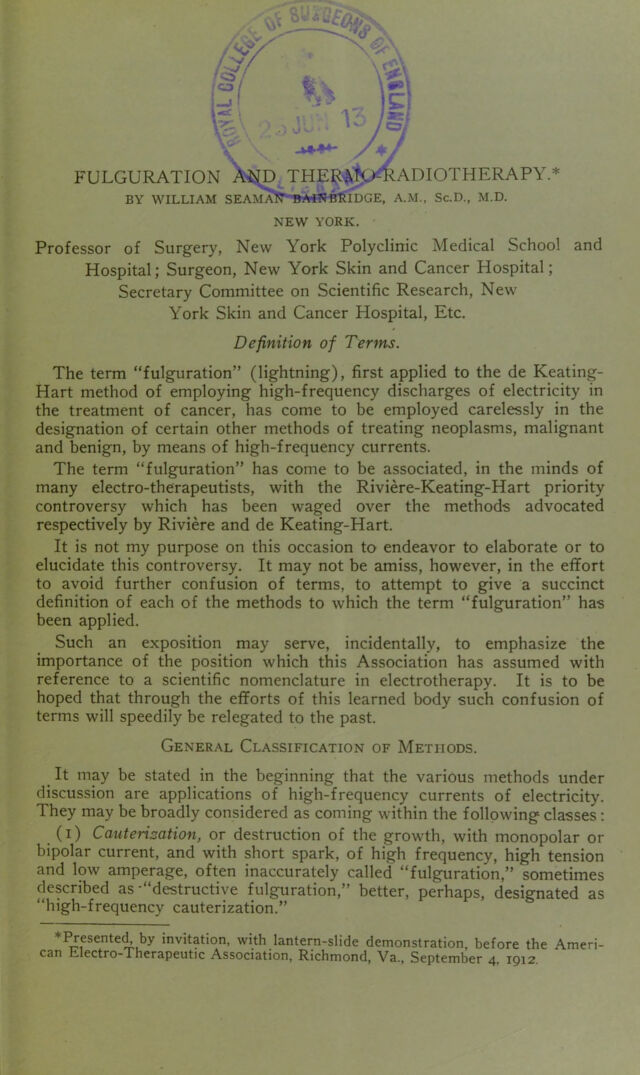 ROYAL COLLEGE OF SURGEONS OF ENGLAND
25 JUN 13
LIBRARY
FULGURATION AND THERMO-RADIOTHERAPY.*
BY WILLIAM SEAMAN BAINBRIDGE, A.M., Sc.D., M.D.
NEW YORK.
Professor of Surgery, New York Polyclinic Medical School and
Hospital; Surgeon, New York Skin and Cancer Hospital;
Secretary Committee on Scientific Research, New
York Skin and Cancer Hospital, Etc.
Definition of Terms.
The term “fulguration” (lightning), first applied to the de Keating-
Hart method of employing high-frequency discharges of electricity in
the treatment of cancer, has come to be employed carelessly in the
designation of certain other methods of treating neoplasms, malignant
and benign, by means of high-frequency currents.
The term “fulguration” has come to be associated, in the minds of
many electro-therapeutists, with the Rivière-Keating-Hart priority
controversy which has been waged over the methods advocated
respectively by Rivière and de Keating-Hart.
It is not my purpose on this occasion to endeavor to elaborate or to
elucidate this controversy. It may not be amiss, however, in the effort
to avoid further confusion of terms, to attempt to give a succinct
definition of each of the methods to which the term “fulguration” has
been applied.
Such an exposition may serve, incidentally, to emphasize the
importance of the position which this Association has assumed with
reference to a scientific nomenclature in electrotherapy. It is to be
hoped that through the efforts of this learned body such confusion of
terms will speedily be relegated to the past.
General Classification of Methods.
It may be stated in the beginning that the various methods under
discussion are applications of high-frequency currents of electricity.
They may be broadly considered as coming within the following classes:
(1) Cauterization, or destruction of the growth, with monopolar or
bipolar current, and with short spark, of high frequency, high tension
and low amperage, often inaccurately called “fulguration,” sometimes
described as “destructive fulguration,” better, perhaps, designated as
“high-frequency cauterization.”
*Presented, by invitation, with lantern-slide demonstration, before the Ameri-
can Electro-Therapeutic Association, Richmond, Va., September 4, 1912.